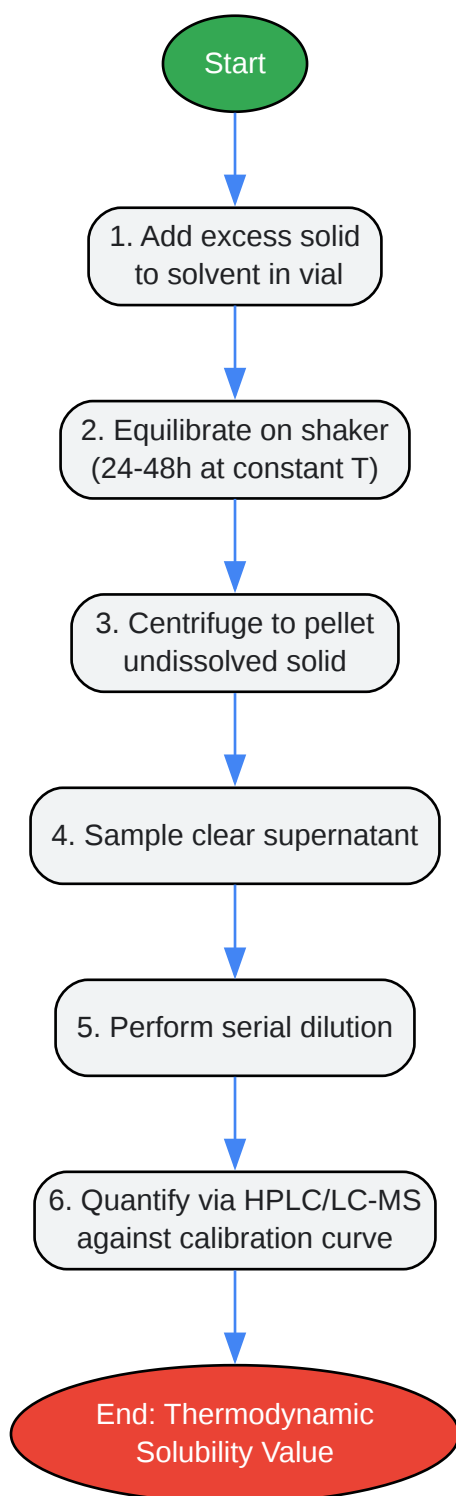 Start
1. Add excess solid
to solvent in vial
2. Equilibrate on shaker
(24-48h at constant T)
3. Centrifuge to pellet
undissolved solid
4. Sample clear supernatant
5. Perform serial dilution
6. Quantify via HPLC/LC-MS
against calibration curve
End: Thermodynamic
Solubility Value